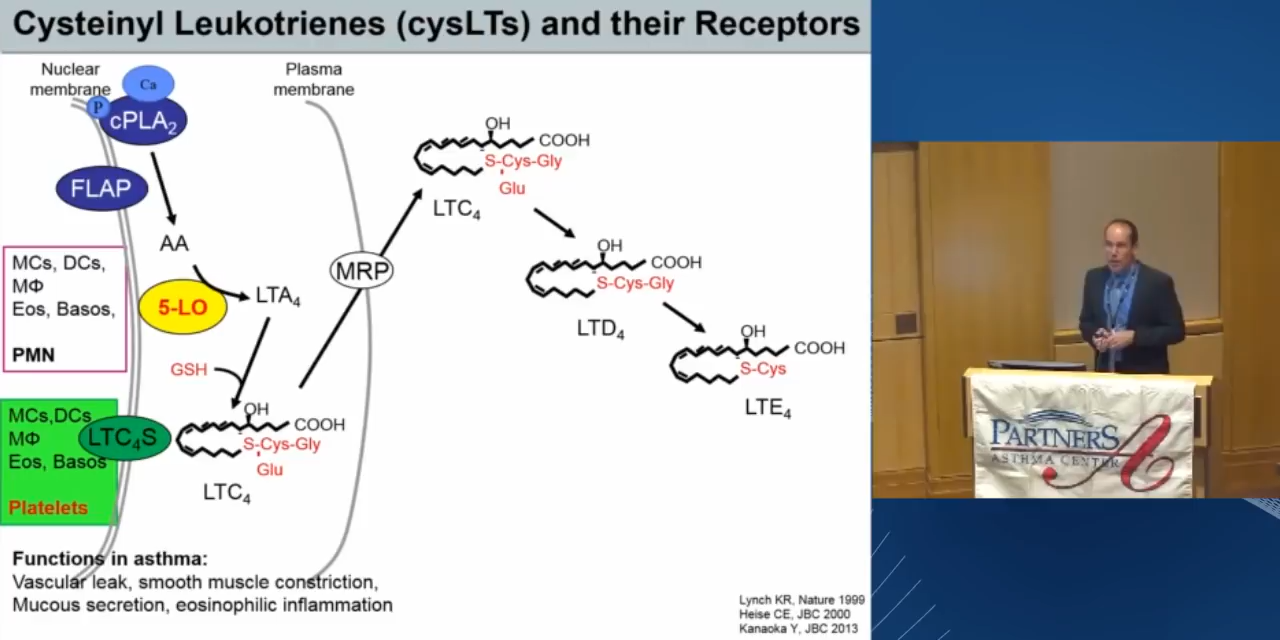 Cysteinyl Leukotrienes (cysLTs) and their Receptors
Nuclear
membrane
Plasma
membrane
Ca
P
cPLA2
FLAP
AA
MCs, DCs,
MΦ
Eos, Basos,
PMN
5-LO
LTA4
GSH
MCs,DCs
MΦ
Eos, Basos
Platelets
LTC4S
OH
COOH
S-Cys-Gly
Glu
LTC4
MRP
OH
COOH
S-Cys-Gly
Glu
LTC4
OH
COOH
S-Cys-Gly
LTD4
OH
COOH
S-Cys
LTE4
Functions in asthma:
Vascular leak, smooth muscle constriction,
Mucous secretion, eosinophilic inflammation
Lynch KR, Nature 1999
Heise CE, JBC 2000
Kanaoka Y, JBC 2013
PARTNERS
ASTHMA CENTER
A